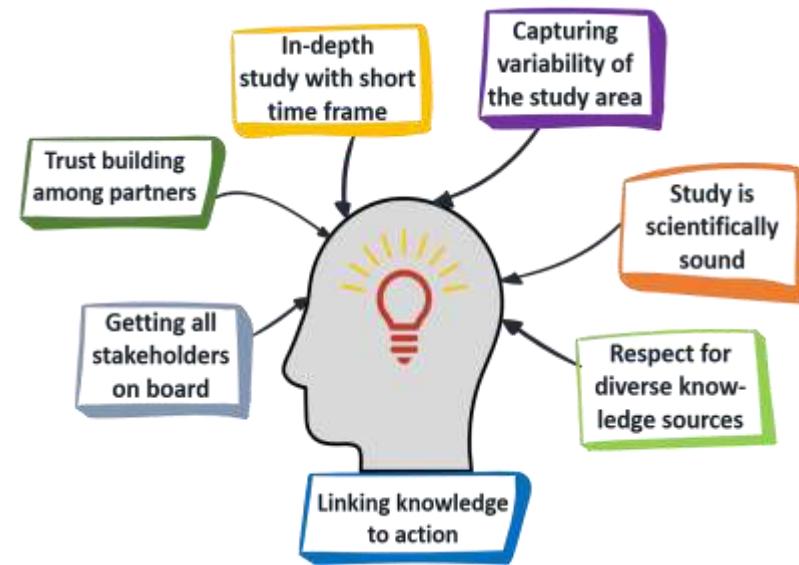 In-depth
study with short
time frame
Capturing
variability of
the study area
Trust building
among partners
Study is
scientifically
sound
Getting all
stakeholders
on board
Respect for
diverse know-
ledge sources
Linking knowledge
to action